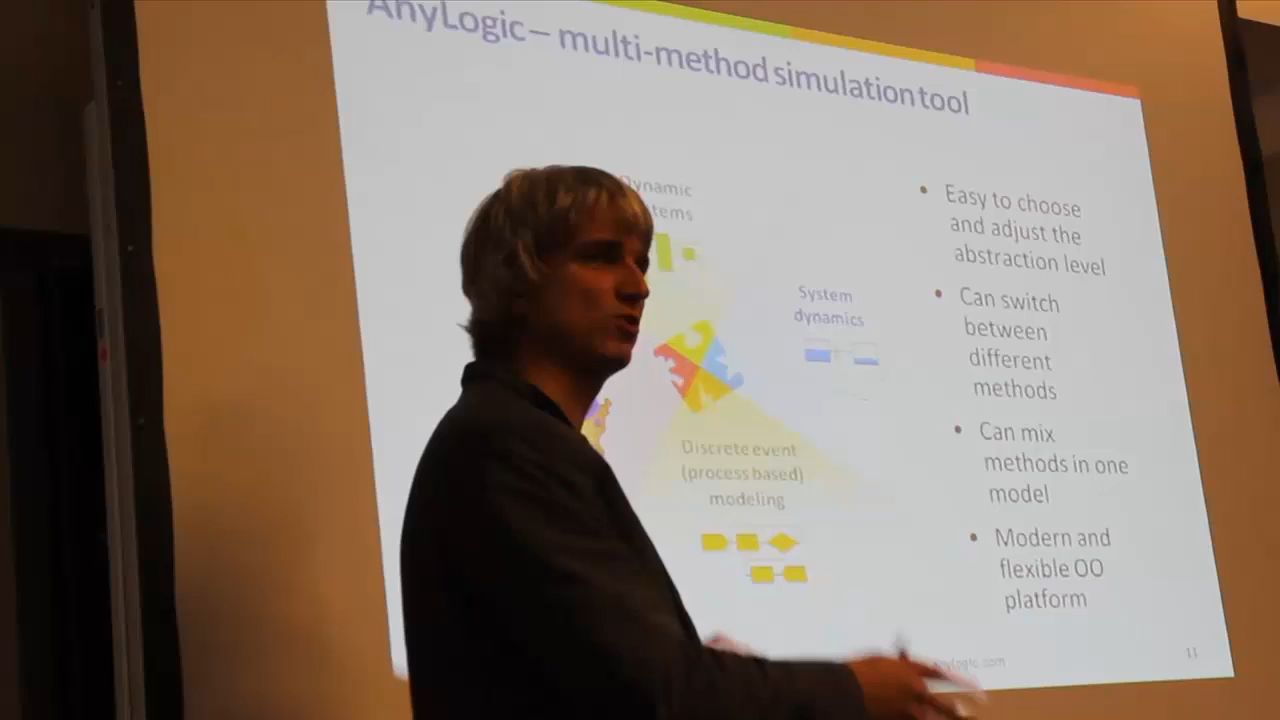 AnyLogic – multi-method simulation tool
Dynamic
System
dynamics
Discrete event
(process based)
modeling
• Easy to choose
and adjust the
abstraction level
• Can switch
between
different
methods
• Can mix
methods in one
model
• Modern and
flexible OO
platform
anylogic.com
11